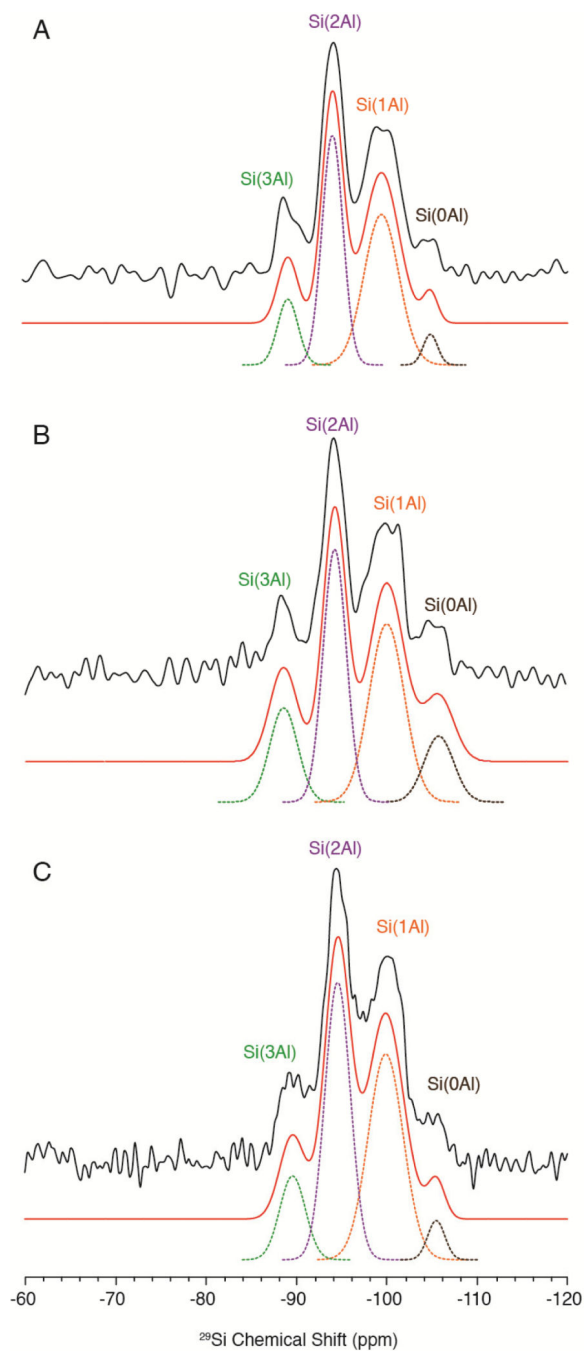 A
Si(2Al)
Si(1Al)
Si(3Al)
Si(0Al)
B
Si(2Al)
Si(1Al)
Si(3Al)
Si(0Al)
C
Si(2Al)
Si(1Al)
Si(3Al)
Si(0Al)
-60 -70 -80 -90 -100 -110 -120
²⁹Si Chemical Shift (ppm)